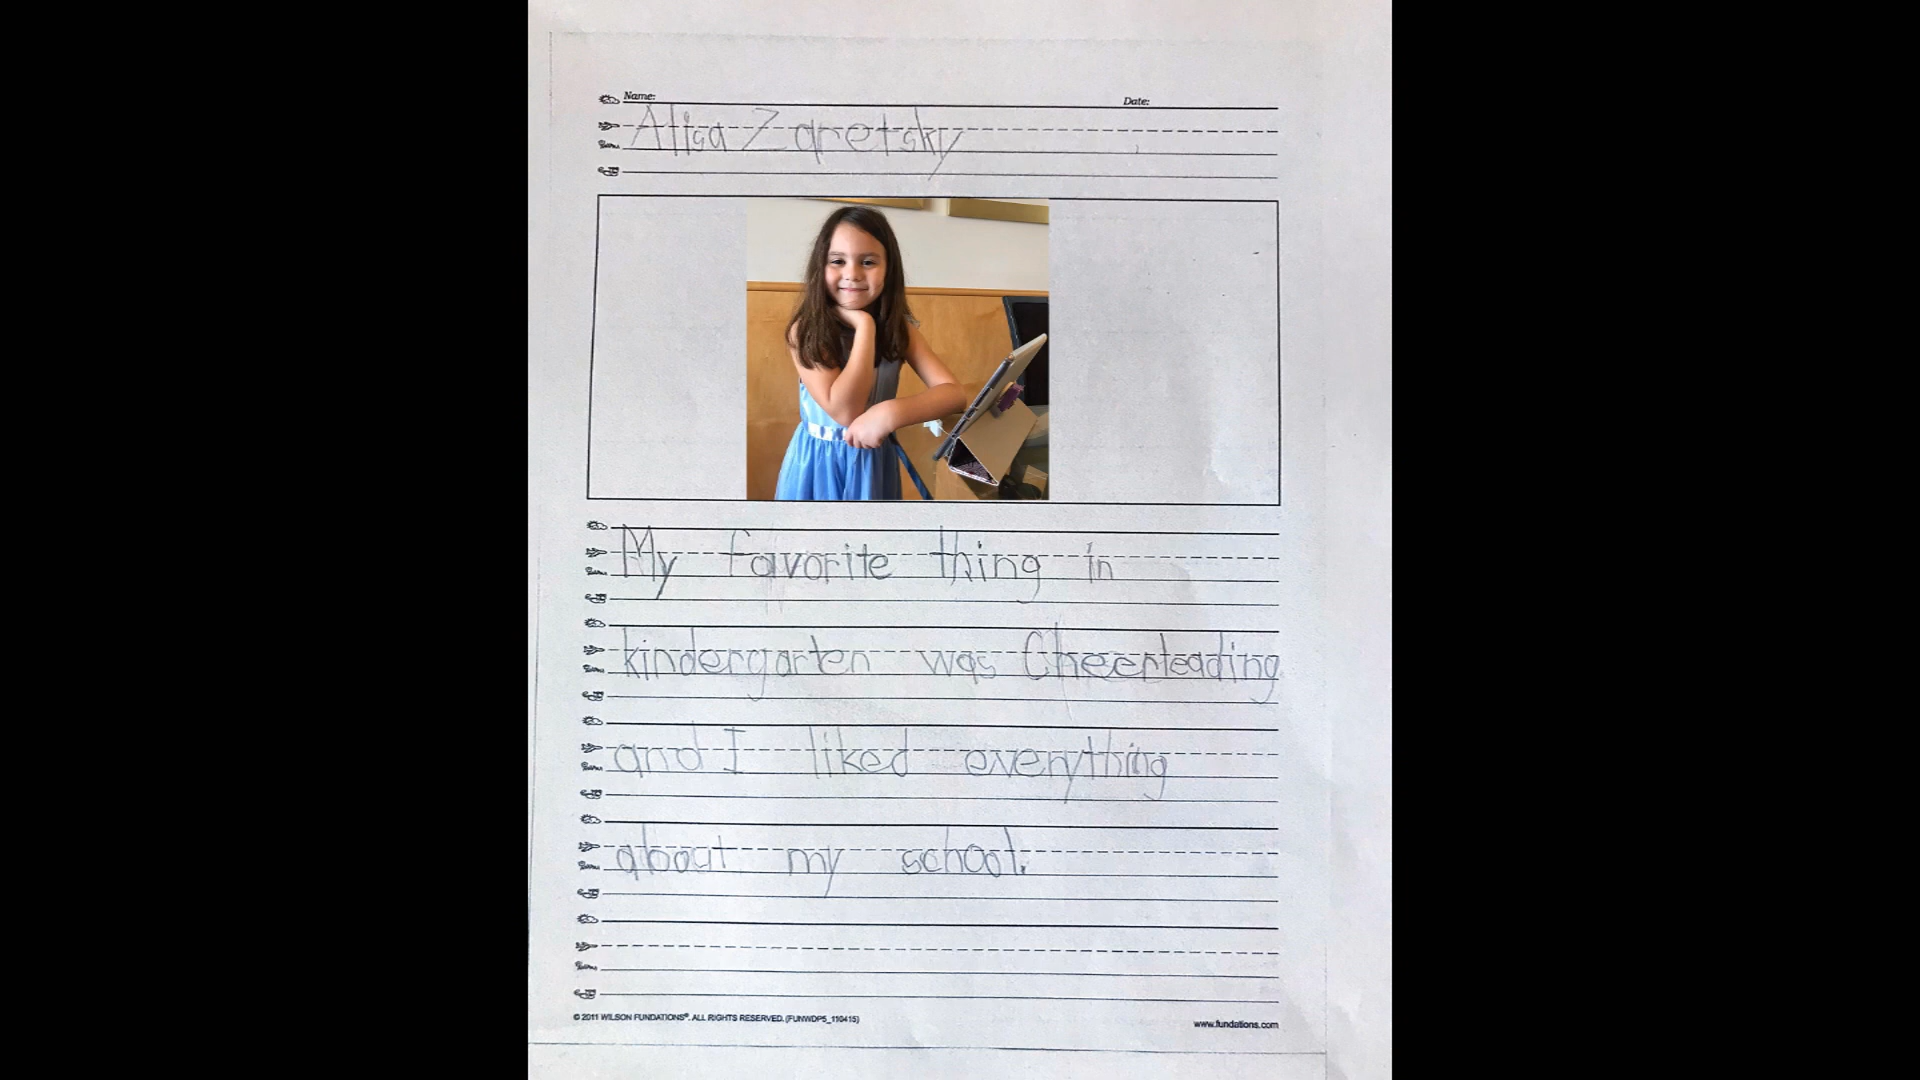 Name: Date:
Alisa Zaretsky
My favorite thing in
kindergarten was Cheerleading
and I liked everything
about my school.
© 2011 WILSON FUNDATIONS®. ALL RIGHTS RESERVED. (FUNWDP5_110415) www.fundations.com